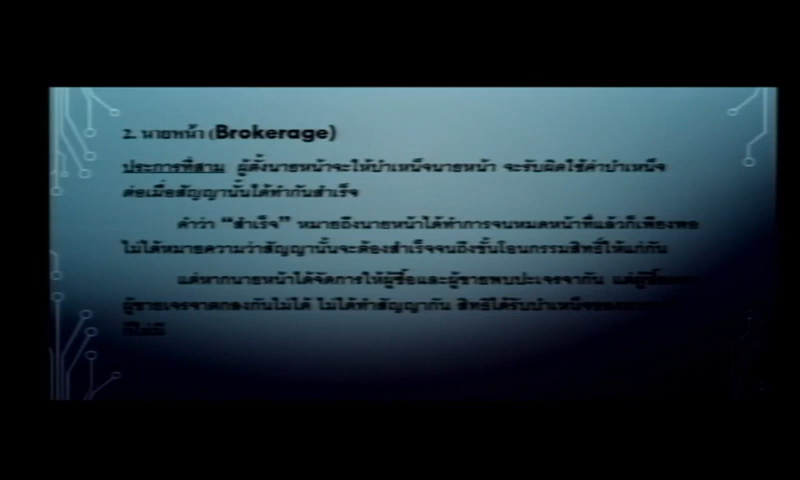 2. นายหน้า (Brokerage)
ประการที่สาม ผู้ตั้งนายหน้าจะให้บำเหน็จนายหน้า จะรับผิดใช้ค่าบำเหน็จ
ต่อเมื่อสัญญานั้นได้ทำกันสำเร็จ
คำว่า “สำเร็จ” หมายถึงนายหน้าได้ทำการจนหมดหน้าที่แล้วก็เพียงพอ
ไม่ได้หมายความว่าสัญญานั้นจะต้องสำเร็จจนถึงขั้นโอนกรรมสิทธิ์ให้แก่กัน
แต่หากนายหน้าได้จัดการให้ผู้ซื้อและผู้ขายพบปะเจรจากัน แต่ผู้ซื้อ
ผู้ขายเจรจาตกลงกันไม่ได้ ไม่ได้ทำสัญญากัน สิทธิได้รับบำเหน็จของ
ก็ไม่มี